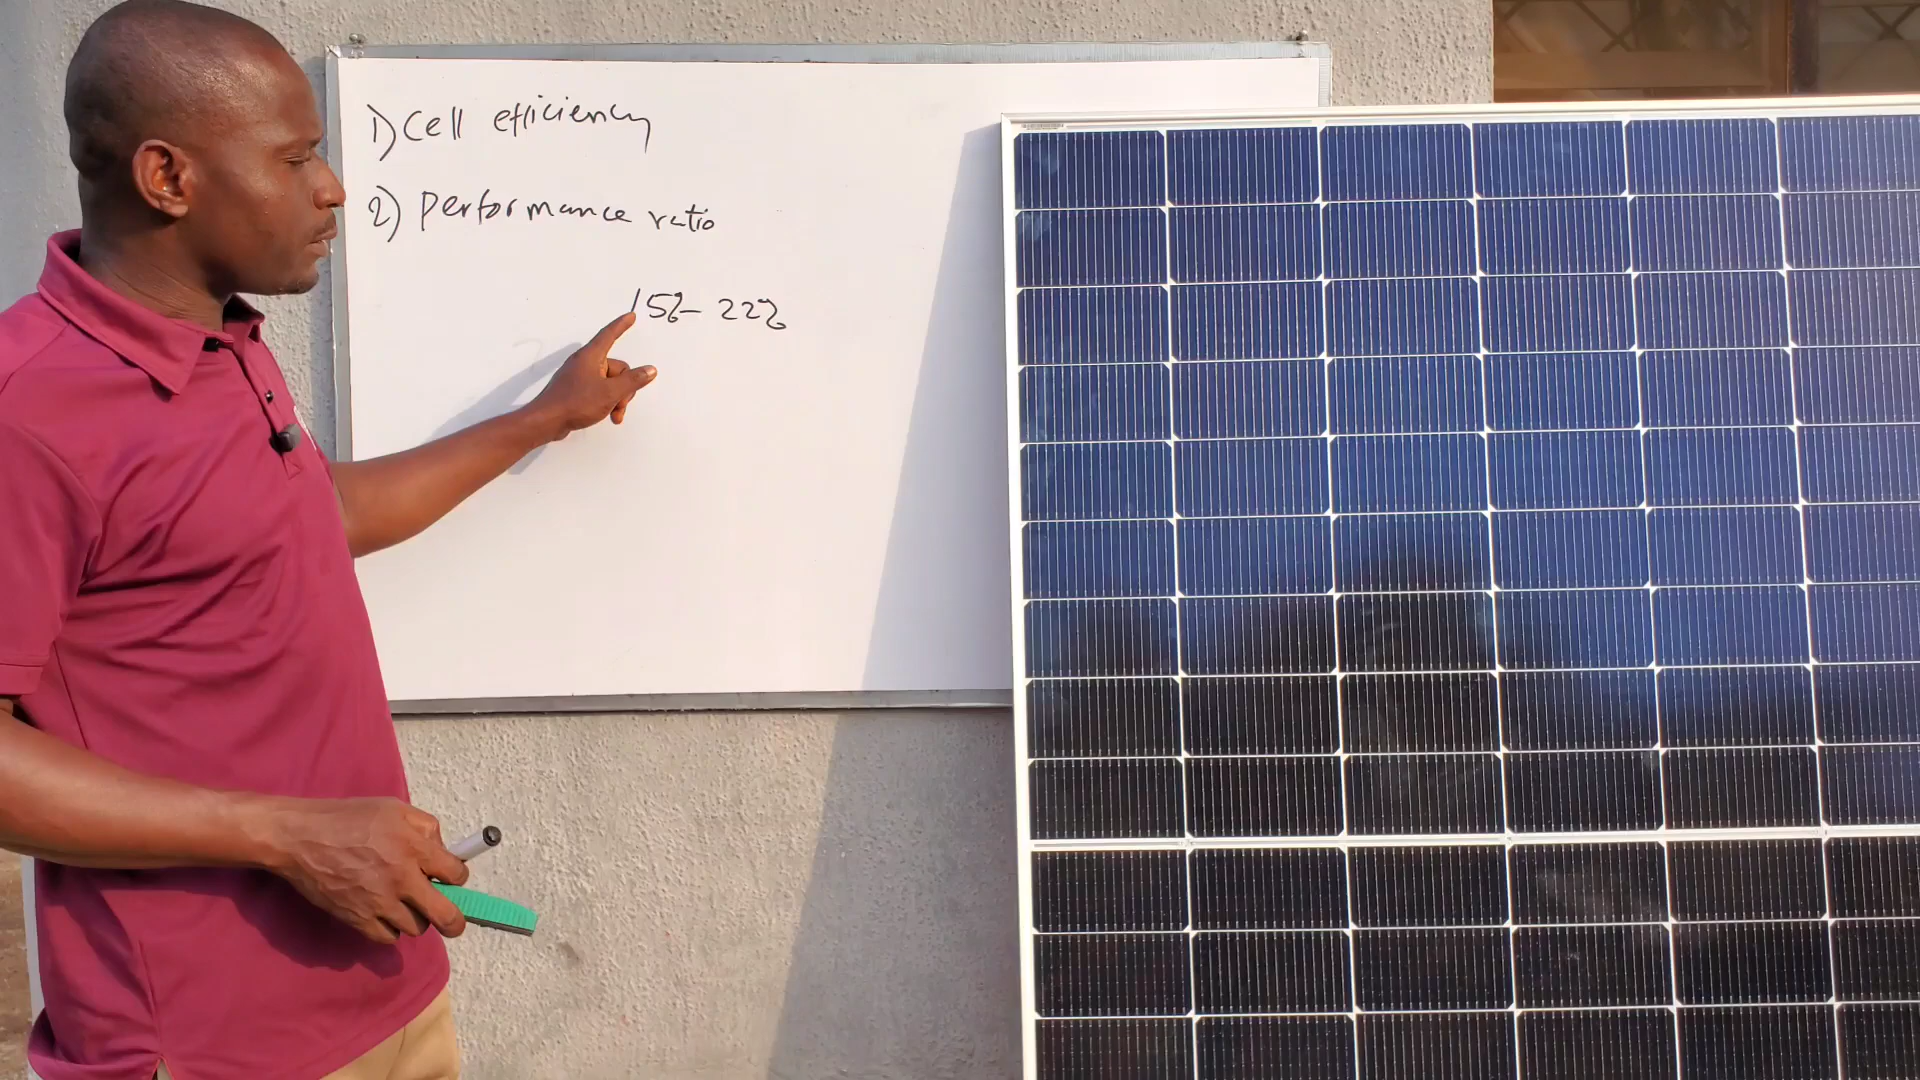 1) Cell efficiency
2) Performance ratio
15% - 22%